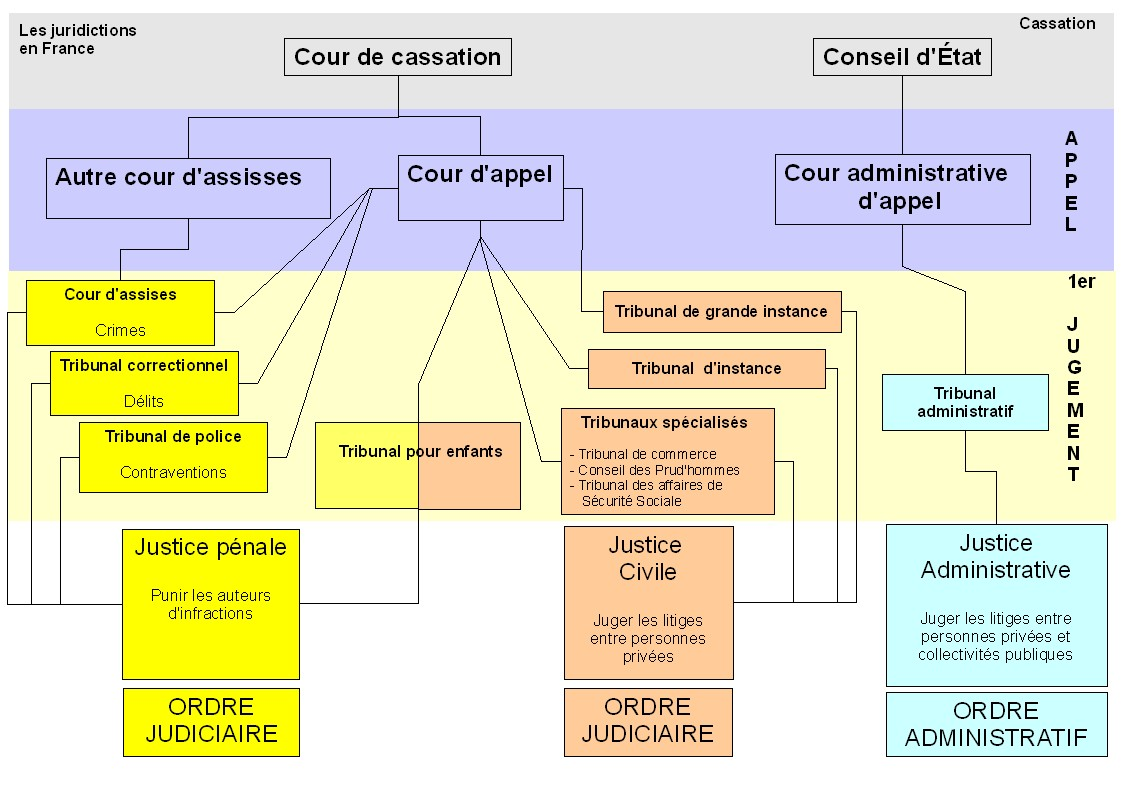 Les juridictions
en France
Cassation
Cour de cassation
Conseil d'État
A
P
P
E
L
Autre cour d'assisses
Cour d'appel
Cour administrative
d'appel
1er
J
U
G
E
M
E
N
T
Cour d'assises
Crimes
Tribunal correctionnel
Délits
Tribunal de police
Contraventions
Tribunal pour enfants
Tribunal de grande instance
Tribunal d'instance
Tribunaux spécialisés
- Tribunal de commerce
- Conseil des Prud'hommes
- Tribunal des affaires de
Sécurité Sociale
Tribunal
administratif
Justice pénale
Punir les auteurs
d'infractions
Justice
Civile
Juger les litiges
entre personnes
privées
Justice
Administrative
Juger les litiges entre
personnes privées et
collectivités publiques
ORDRE
JUDICIAIRE
ORDRE
JUDICIAIRE
ORDRE
ADMINISTRATIF